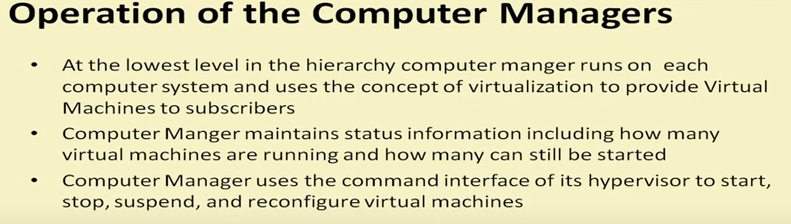 Operation of the Computer Managers
• At the lowest level in the hierarchy computer manger runs on each
computer system and uses the concept of virtualization to provide Virtual
Machines to subscribers
• Computer Manger maintains status information including how many
virtual machines are running and how many can still be started
• Computer Manager uses the command interface of its hypervisor to start,
stop, suspend, and reconfigure virtual machines